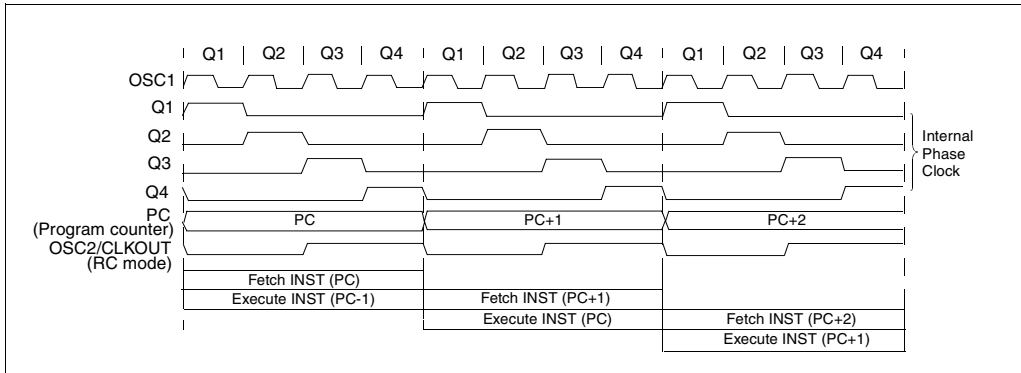 Q1 Q2 Q3 Q4 Q1 Q2 Q3 Q4 Q1 Q2 Q3 Q4
OSC1
Q1
Q2
Q3
Q4
Internal
Phase
Clock
PC
(Program counter)
PC PC+1 PC+2
OSC2/CLKOUT
(RC mode)
Fetch INST (PC)
Execute INST (PC-1) Fetch INST (PC+1)
Execute INST (PC) Fetch INST (PC+2)
Execute INST (PC+1)